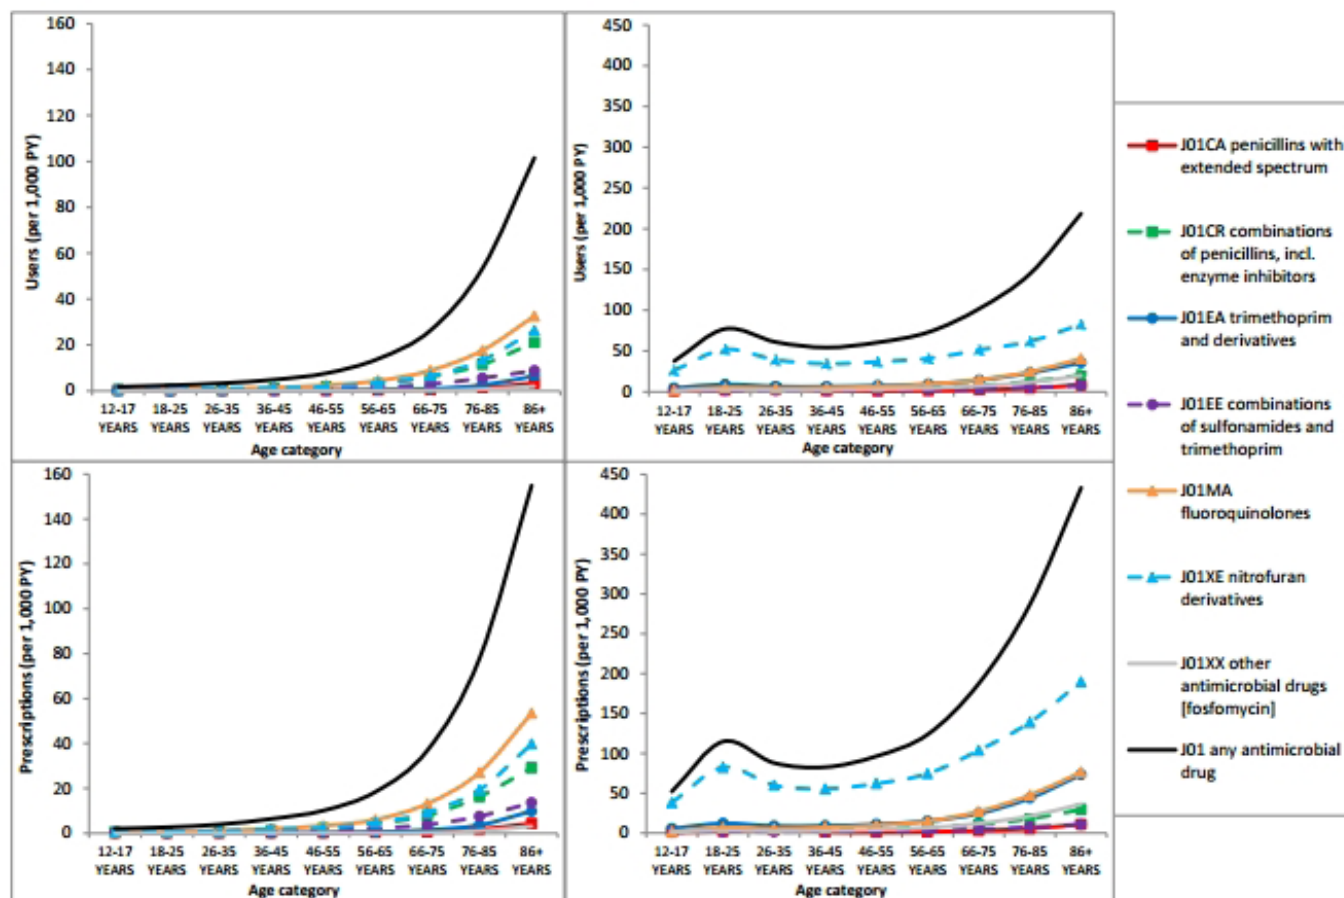 160
140
120
100
80
60
40
20
0
Users (per 1,000 PY)
12-17 18-25 26-35 36-45 46-55 56-65 66-75 76-85 86+
YEARS YEARS YEARS YEARS YEARS YEARS YEARS YEARS YEARS
Age category
450
400
350
300
250
200
150
100
50
0
Users (per 1,000 PY)
12-17 18-25 26-35 36-45 46-55 56-65 66-75 76-85 86+
YEARS YEARS YEARS YEARS YEARS YEARS YEARS YEARS YEARS
Age category
160
140
120
100
80
60
40
20
0
Prescriptions (per 1,000 PY)
12-17 18-25 26-35 36-45 46-55 56-65 66-75 76-85 86+
YEARS YEARS YEARS YEARS YEARS YEARS YEARS YEARS YEARS
Age category
450
400
350
300
250
200
150
100
50
0
Prescriptions (per 1,000 PY)
12-17 18-25 26-35 36-45 46-55 56-65 66-75 76-85 86+
YEARS YEARS YEARS YEARS YEARS YEARS YEARS YEARS YEARS
Age category
J01CA penicillins with
extended spectrum
J01CR combinations
of penicillins, incl.
enzyme inhibitors
J01EA trimethoprim
and derivatives
J01EE combinations
of sulfonamides and
trimethoprim
J01MA
fluoroquinolones
J01XE nitrofuran
derivatives
J01XX other
antimicrobial drugs
[fosfomycin]
J01 any antimicrobial
drug